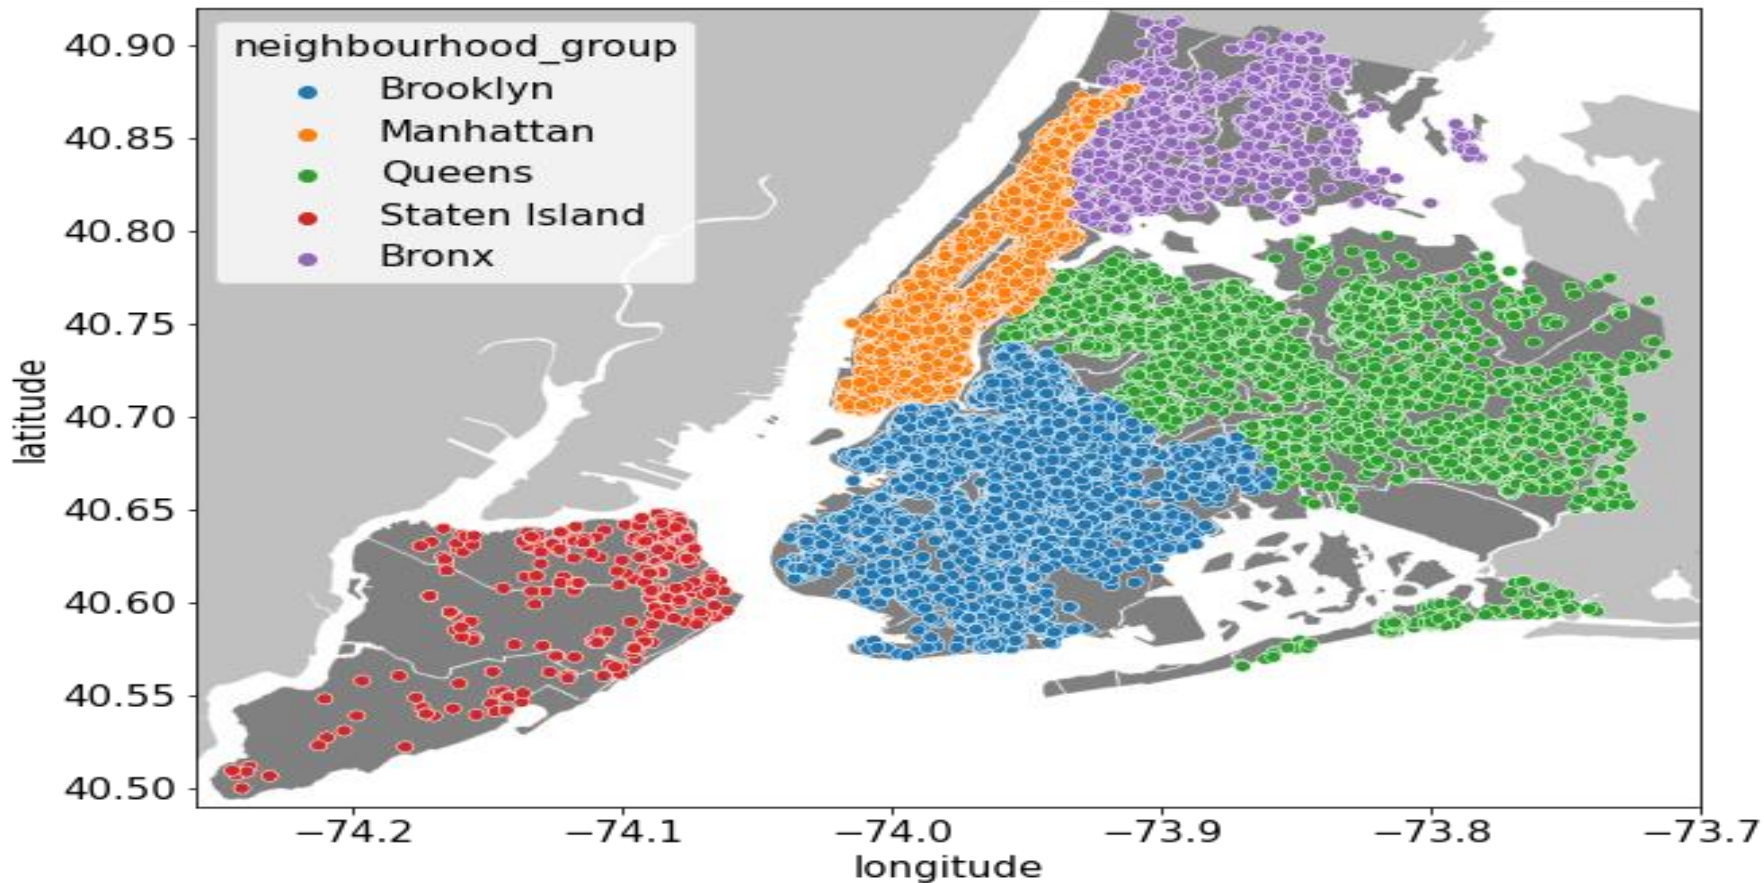 neighbourhood_group
Brooklyn
Manhattan
Queens
Staten Island
Bronx
latitude
40.90
40.85
40.80
40.75
40.70
40.65
40.60
40.55
40.50
−74.2
−74.1
−74.0
−73.9
−73.8
−73.7
longitude